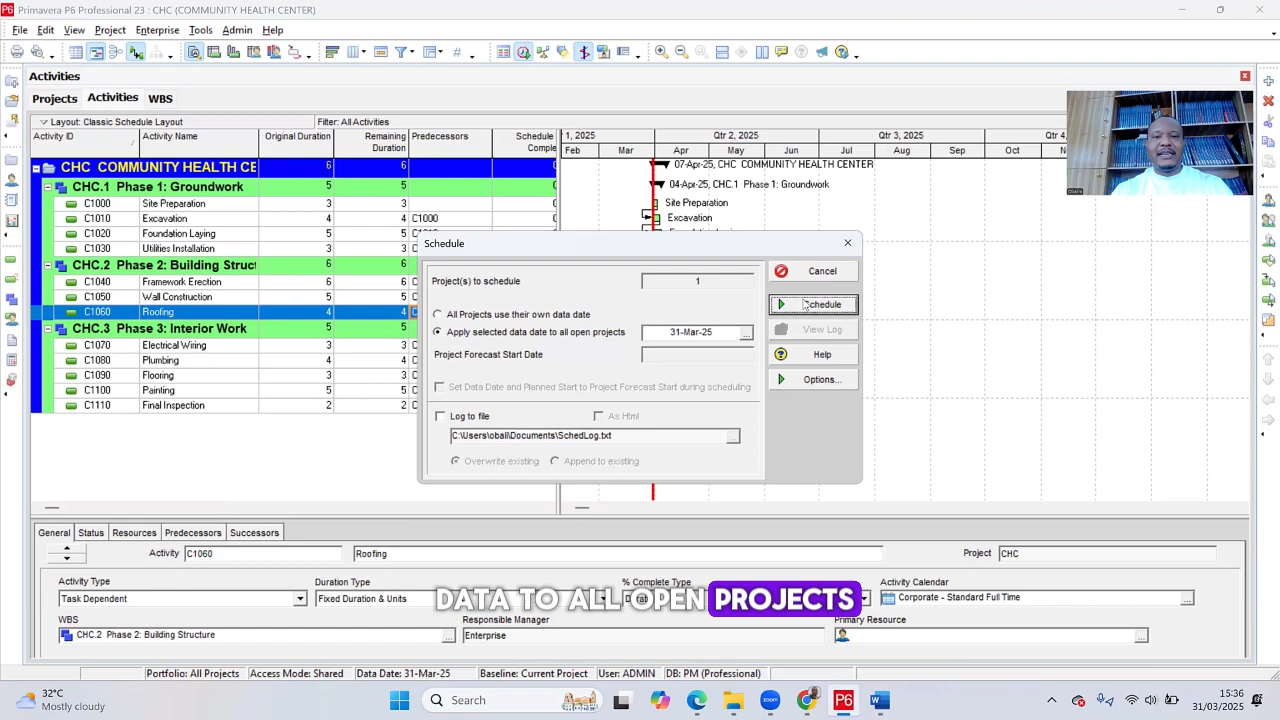 Primavera P6 Professional 23 : CHC (COMMUNITY HEALTH CENTER)
File Edit View Project Enterprise Tools Admin Help
Activities
Projects Activities WBS
Layout: Classic Schedule Layout Filter: All Activities
Activity ID Activity Name Original Duration Remaining Duration Predecessors Schedule Comple
1, 2025 Qtr 2, 2025 Qtr 3, 2025 Qtr 4
Feb Mar Apr May Jun Jul Aug Sep Oct Nov
CHC COMMUNITY HEALTH CE 6 6 0
07-Apr-25, CHC COMMUNITY HEALTH CENTER
CHC.1 Phase 1: Groundwork 5 5 0
04-Apr-25, CHC.1 Phase 1: Groundwork
C1000 Site Preparation 3 3 0
Site Preparation
C1010 Excavation 4 4 C1000 0
Excavation
C1020 Foundation Laying 5 5
C1030 Utilities Installation 3 3
CHC.2 Phase 2: Building Struct 6 6
C1040 Framework Erection 6 6
C1050 Wall Construction 5 5
C1060 Roofing 4 4
CHC.3 Phase 3: Interior Work 5 5
C1070 Electrical Wiring 3 3
C1080 Plumbing 4 4
C1090 Flooring 3 3
C1100 Painting 5 5
C1110 Final Inspection 2 2
Schedule
Project(s) to schedule 1
All Projects use their own data date
Apply selected data date to all open projects 31-Mar-25 ...
Project Forecast Start Date
Set Data Date and Planned Start to Project Forecast Start during scheduling
Log to file As Html
C:\Users\obali\Documents\SchedLog.txt ...
Overwrite existing Append to existing
Cancel
Schedule
View Log
Help
Options...
General Status Resources Predecessors Successors
Activity C1060 Roofing Project CHC
Activity Type Duration Type % Complete Type Activity Calendar
Task Dependent Fixed Duration & Units Corporate - Standard Full Time ...
DATA TO ALL OPEN PROJECTS
WBS Responsible Manager Primary Resource
CHC.2 Phase 2: Building Structure ... Enterprise ...
Portfolio: All Projects Access Mode: Shared Data Date: 31-Mar-25 Baseline: Current Project User: ADMIN DB: PM (Professional)
32°C
Mostly cloudy
Search
15:36
31/03/2025